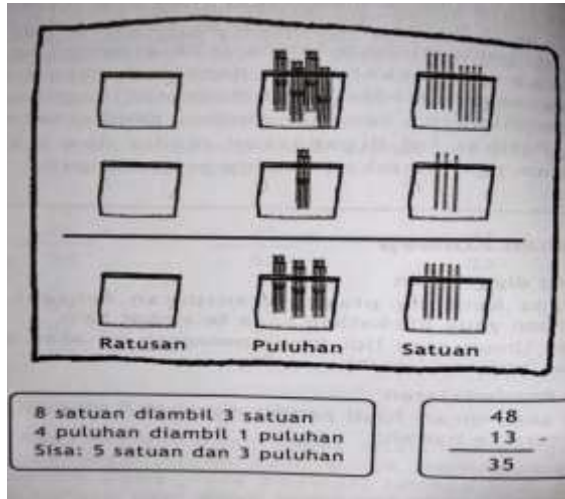 Ratusan Puluhan Satuan
8 satuan diambil 3 satuan
4 puluhan diambil 1 puluhan
Sisa: 5 satuan dan 3 puluhan
48
13 -
35